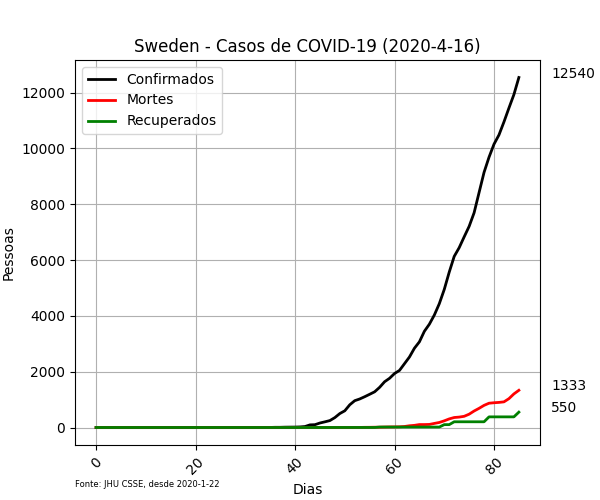 Sweden - Casos de COVID-19 (2020-4-16)
Confirmados
Mortes
Recuperados
12540
1333
550
12000
10000
8000
6000
4000
2000
0
Pessoas
0 20 40 60 80
Dias
Fonte: JHU CSSE, desde 2020-1-22